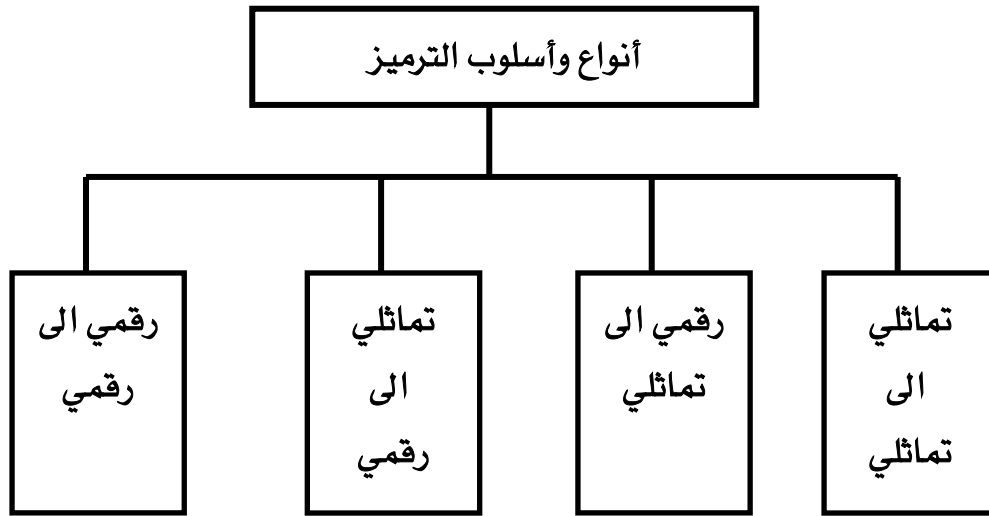 أنواع وأسلوب الترميز
تماثلي
الى
تماثلي
رقمي الى
تماثلي
تماثلي
الى
رقمي
رقمي الى
رقمي